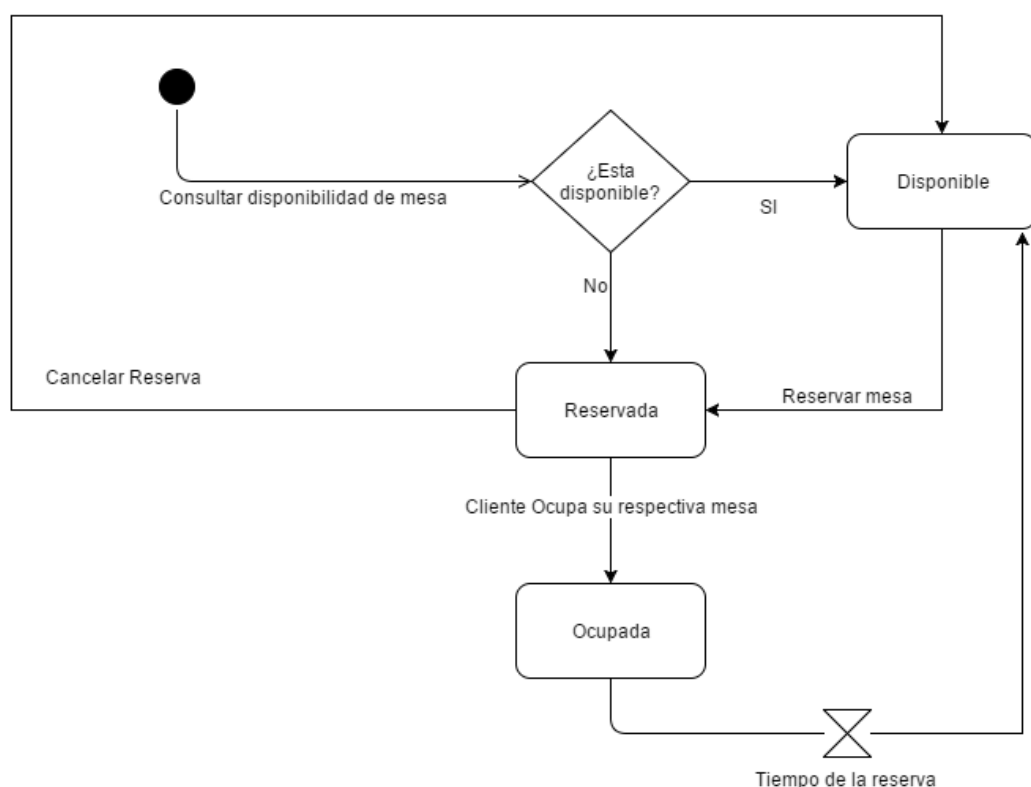 ¿Esta
disponible?
Disponible
Consultar disponibilidad de mesa
SI
No
Cancelar Reserva
Reservada
Reservar mesa
Cliente Ocupa su respectiva mesa
Ocupada
Tiempo de la reserva